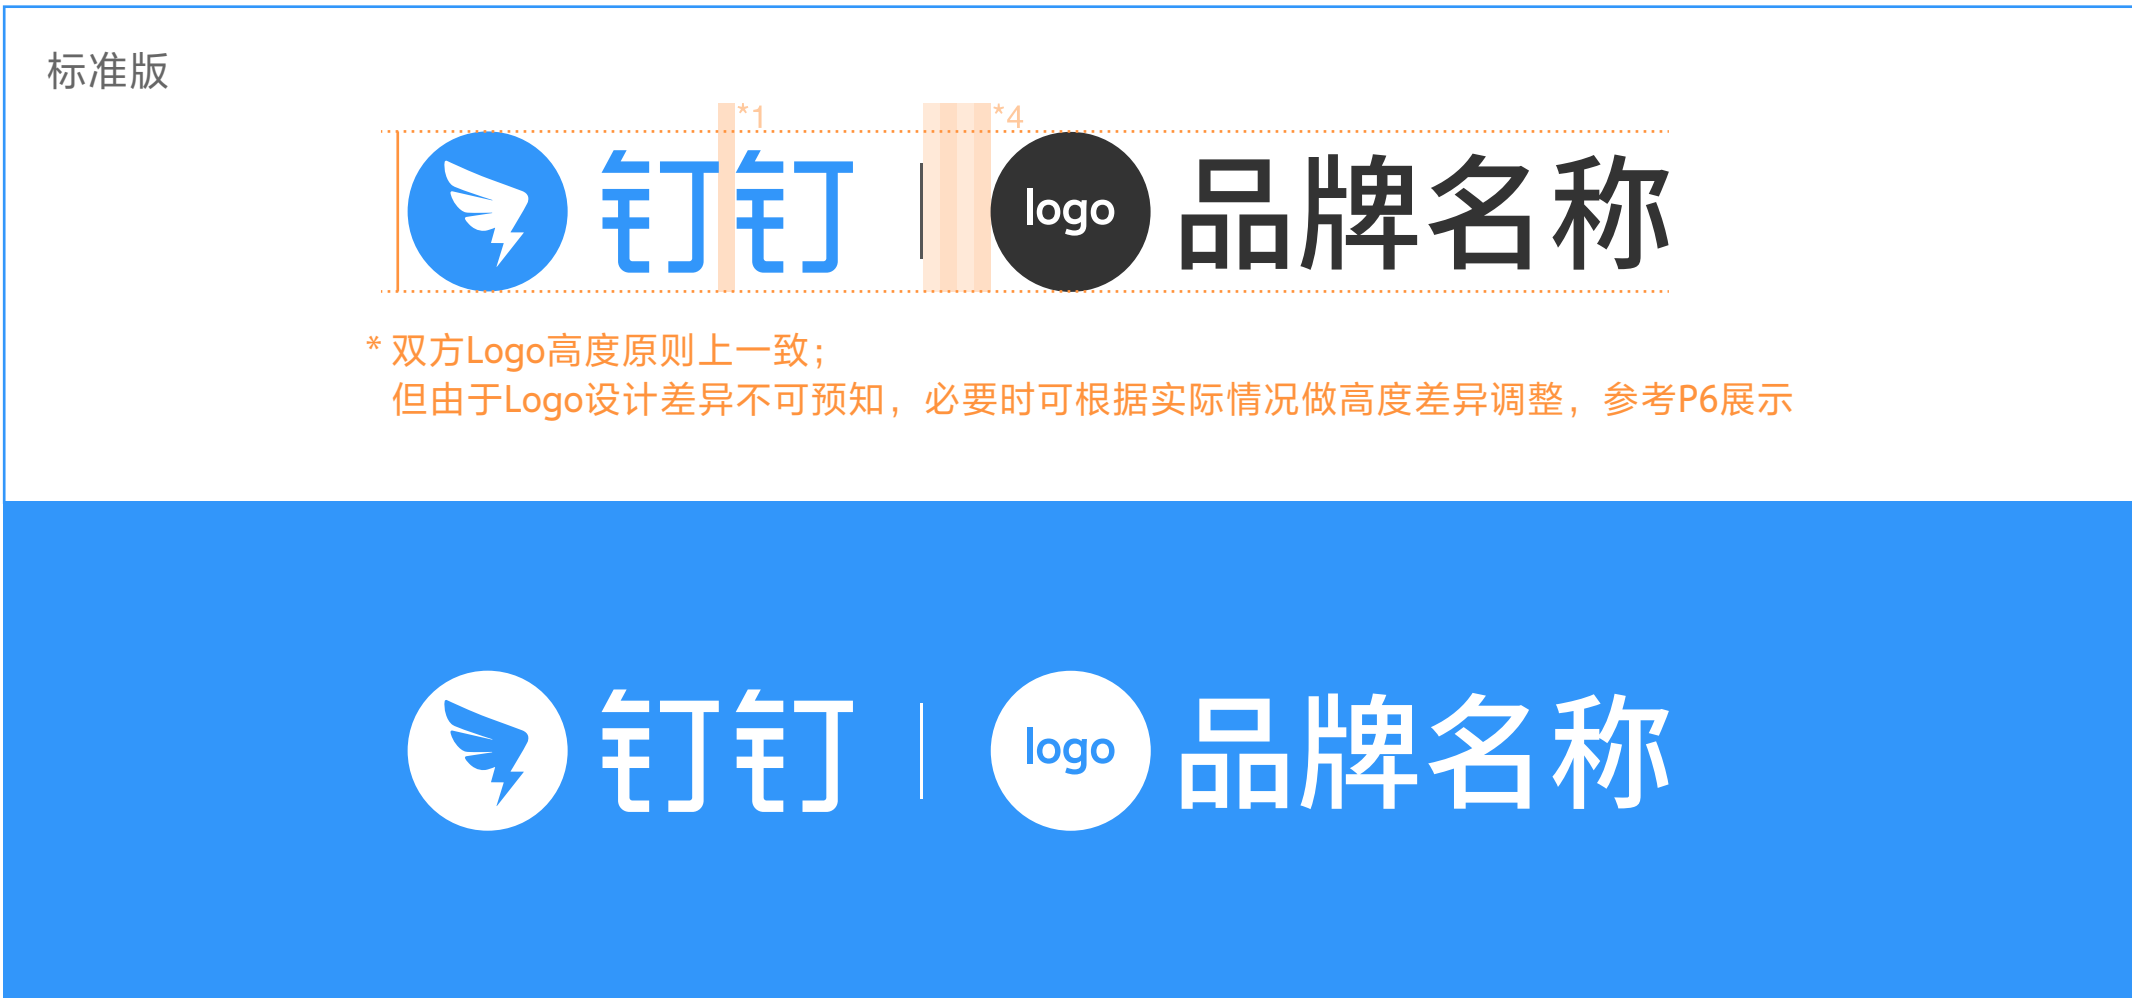 标准版
*1
*4
钉钉
logo
品牌名称
* 双方Logo高度原则上一致；
但由于Logo设计差异不可预知，必要时可根据实际情况做高度差异调整，参考P6展示
钉钉
logo
品牌名称